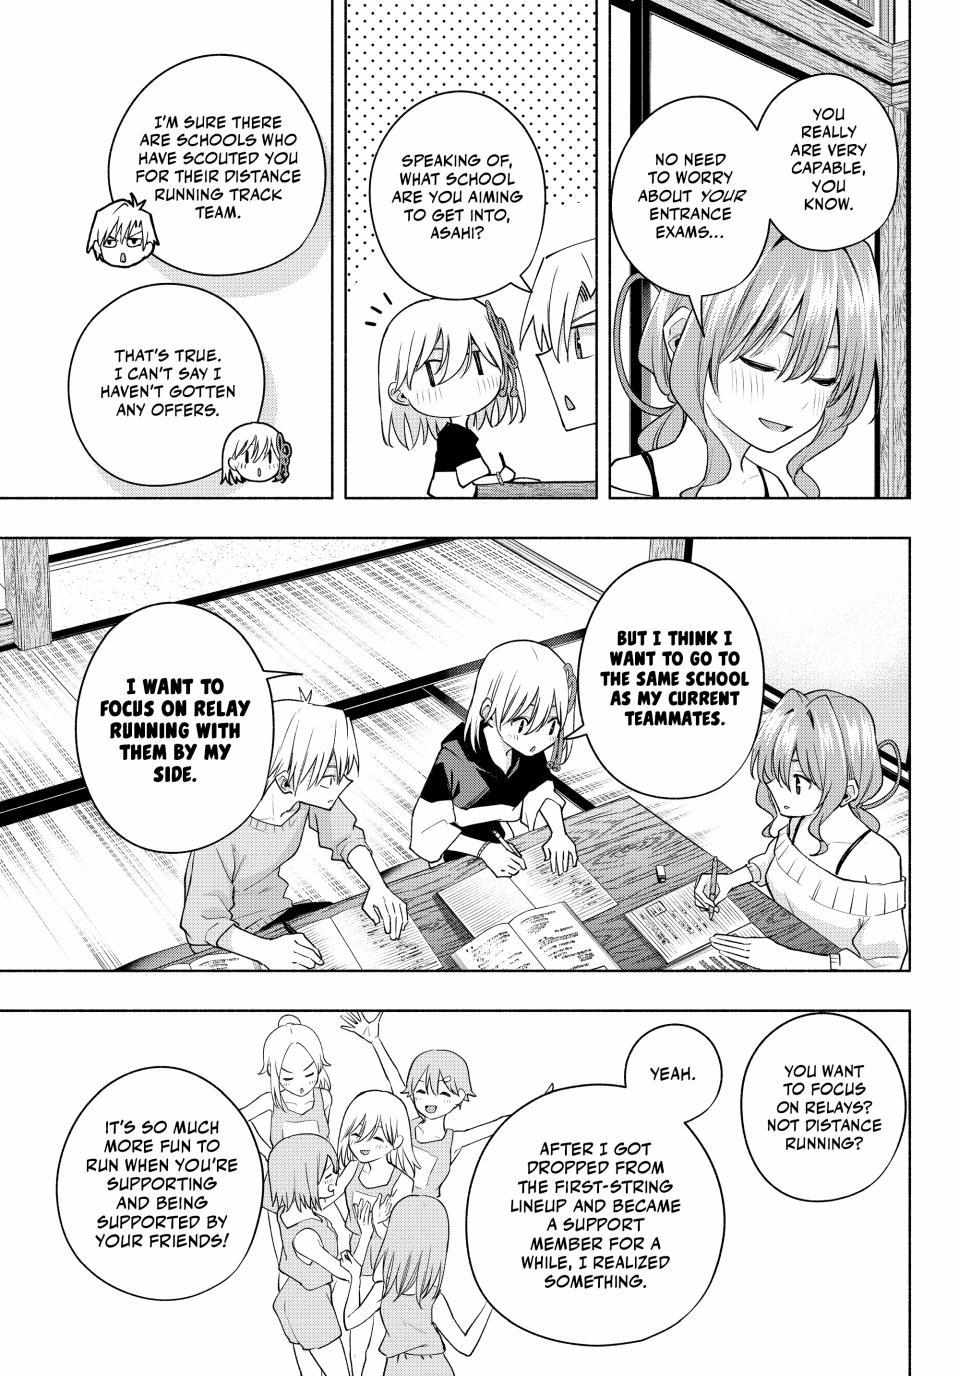 YOU
REALLY
ARE VERY
CAPABLE,
YOU
KNOW.
NO NEED
TO WORRY
ABOUT YOUR
ENTRANCE
EXAMS...
SPEAKING OF,
WHAT SCHOOL
ARE YOU AIMING
TO GET INTO,
ASAHI?
I'M SURE THERE
ARE SCHOOLS WHO
HAVE SCOUTED YOU
FOR THEIR DISTANCE
RUNNING TRACK
TEAM.
THAT'S TRUE.
I CAN'T SAY I
HAVEN'T GOTTEN
ANY OFFERS.
BUT I THINK I
WANT TO GO TO
THE SAME SCHOOL
AS MY CURRENT
TEAMMATES.
I WANT TO
FOCUS ON RELAY
RUNNING WITH
THEM BY MY
SIDE.
YOU WANT
TO FOCUS
ON RELAYS?
NOT DISTANCE
RUNNING?
YEAH.
AFTER I GOT
DROPPED FROM
THE FIRST-STRING
LINEUP AND BECAME
A SUPPORT
MEMBER FOR A
WHILE, I REALIZED
SOMETHING.
IT'S SO MUCH
MORE FUN TO
RUN WHEN YOU'RE
SUPPORTING
AND BEING
SUPPORTED BY
YOUR FRIENDS!